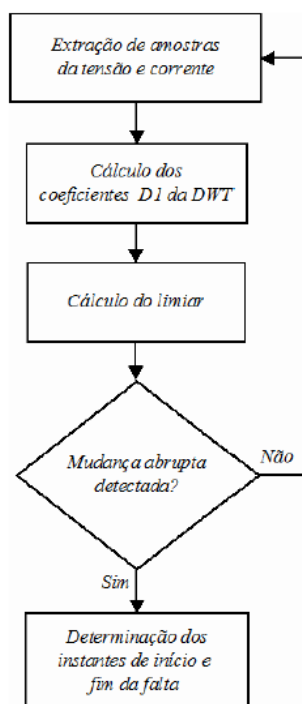 Extração de amostras
da tensão e corrente
Cálculo dos
coeficientes D1 da DWT
Cálculo do limiar
Mudança abrupta
detectada?
Não
Sim
Determinação dos
instantes de início e
fim da falta